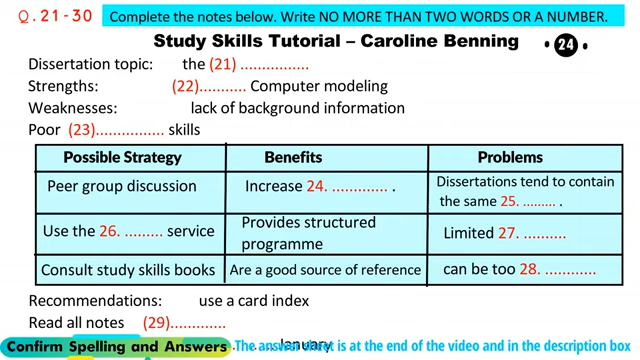 Q.21-30 Complete the notes below. Write NO MORE THAN TWO WORDS OR A NUMBER.
Study Skills Tutorial – Caroline Benning
24
Dissertation topic: the (21) ...............
Strengths: (22)........... Computer modeling
Weaknesses: lack of background information
Poor (23)................ skills
Possible Strategy Benefits Problems
Peer group discussion Increase 24. ............. . Dissertations tend to contain the same 25. ......... .
Use the 26. ......... service Provides structured programme Limited 27. ..........
Consult study skills books Are a good source of reference can be too 28. ............
Recommendations: use a card index
Read all notes (29).............
January
Confirm Spelling and Answers The answer sheet is at the end of the video and in the description box